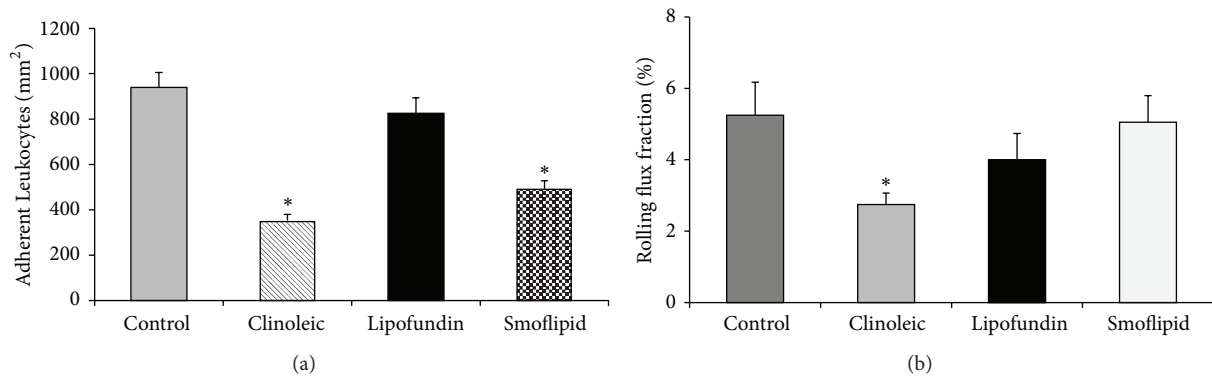 Adherent Leukocytes (mm²)
1200
1000
800
600
400
200
0
*
*
Control Clinoleic Lipofundin Smoflipid
(a)
Rolling flux fraction (%)
8
6
4
2
0
*
Control Clinoleic Lipofundin Smoflipid
(b)